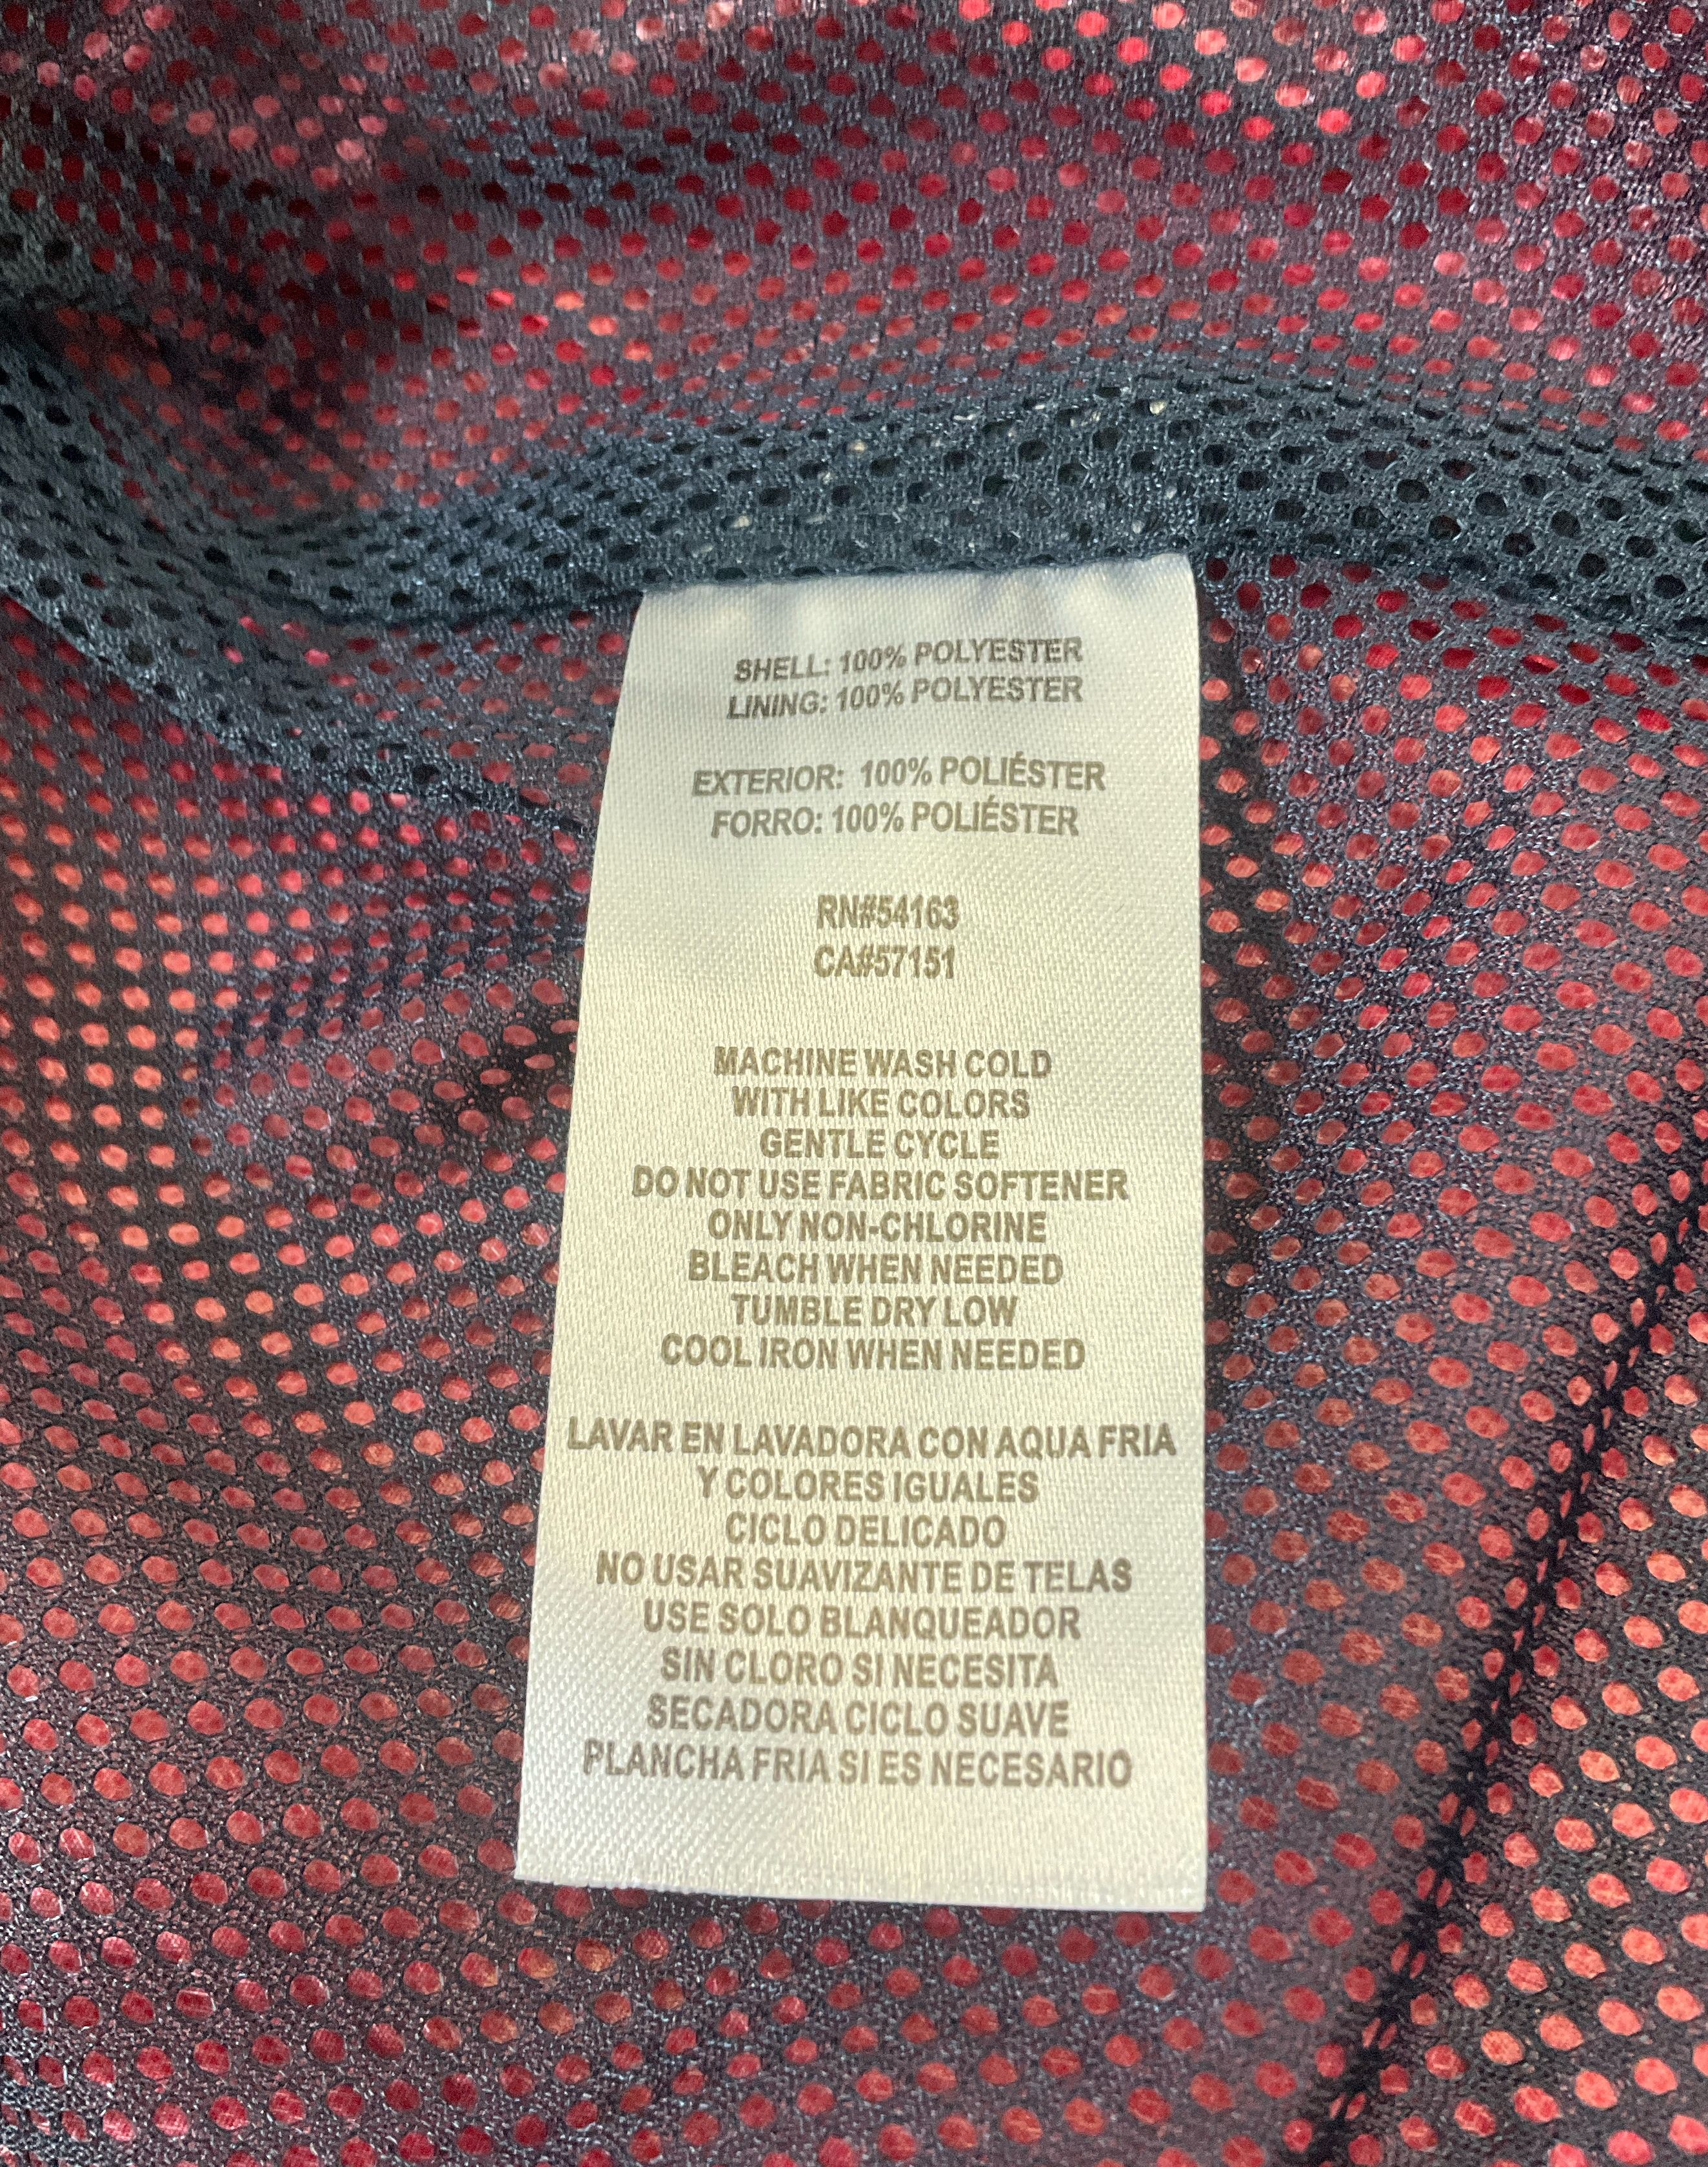 SHELL: 100% POLYESTER
LINING: 100% POLYESTER
EXTERIOR: 100% POLIÉSTER
FORRO: 100% POLIÉSTER
RN#54163
CA#57151
MACHINE WASH COLD
WITH LIKE COLORS
GENTLE CYCLE
DO NOT USE FABRIC SOFTENER
ONLY NON-CHLORINE
BLEACH WHEN NEEDED
TUMBLE DRY LOW
COOL IRON WHEN NEEDED
LAVAR EN LAVADORA CON AQUA FRIA
Y COLORES IGUALES
CICLO DELICADO
NO USAR SUAVIZANTE DE TELAS
USE SOLO BLANQUEADOR
SIN CLORO SI NECESITA
SECADORA CICLO SUAVE
PLANCHA FRIA SI ES NECESARIO